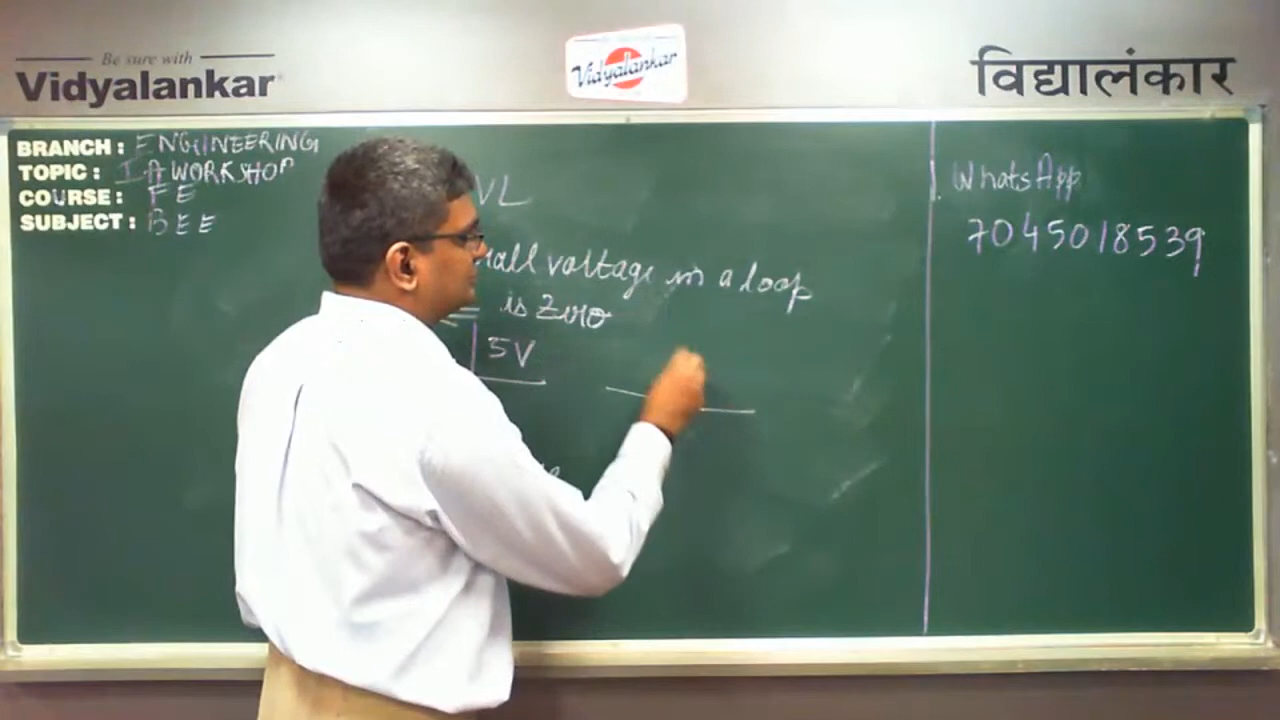 Be sure with
Vidyalankar
Vidyalankar
विद्यालंकार
BRANCH : ENGINEERING
TOPIC : IA WORKSHOP
COURSE : FE
SUBJECT : BEE
VL
all voltage in a loop
is Zero
5V
WhatsApp
7045018539